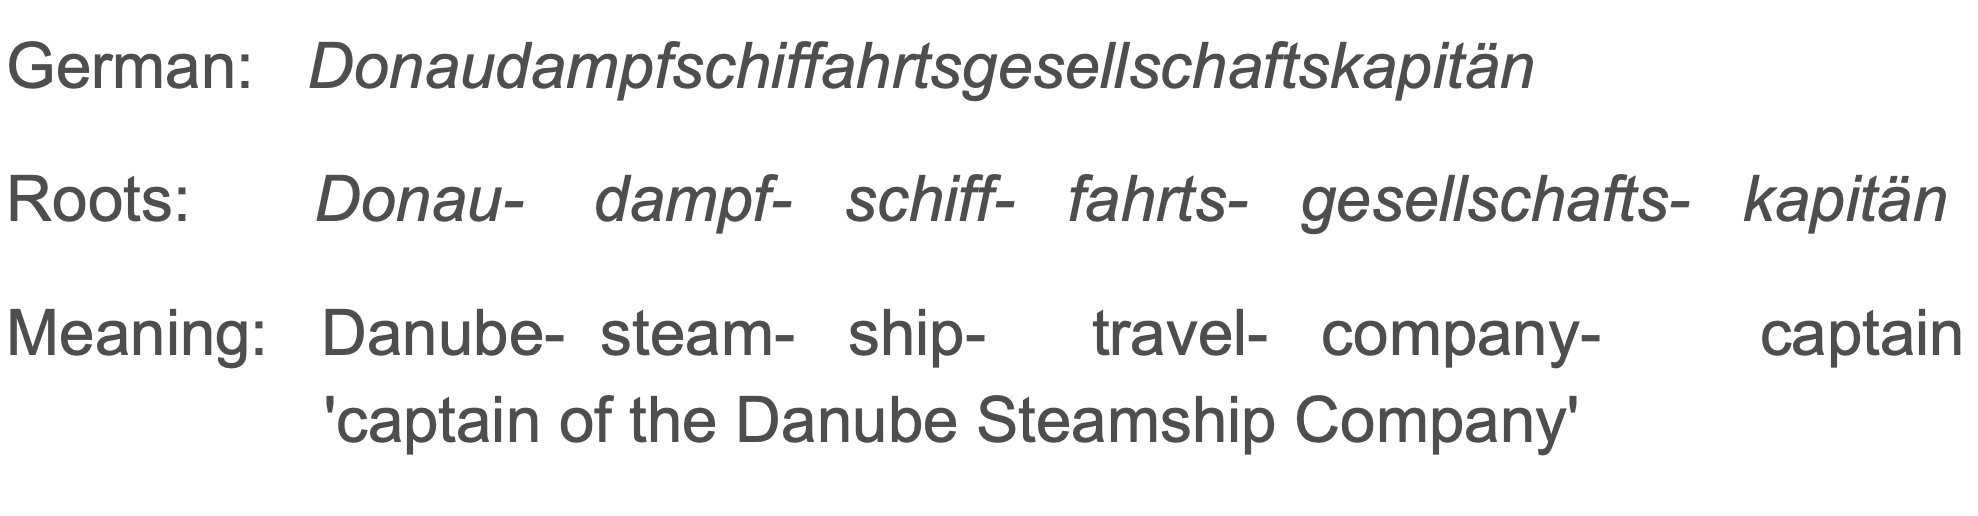 German: Donaudampfschiffahrtsgesellschaftskapitän
Roots: Donau- dampf- schiff- fahrts- gesellschafts- kapitän
Meaning: Danube- steam- ship- travel- company- captain
'captain of the Danube Steamship Company'